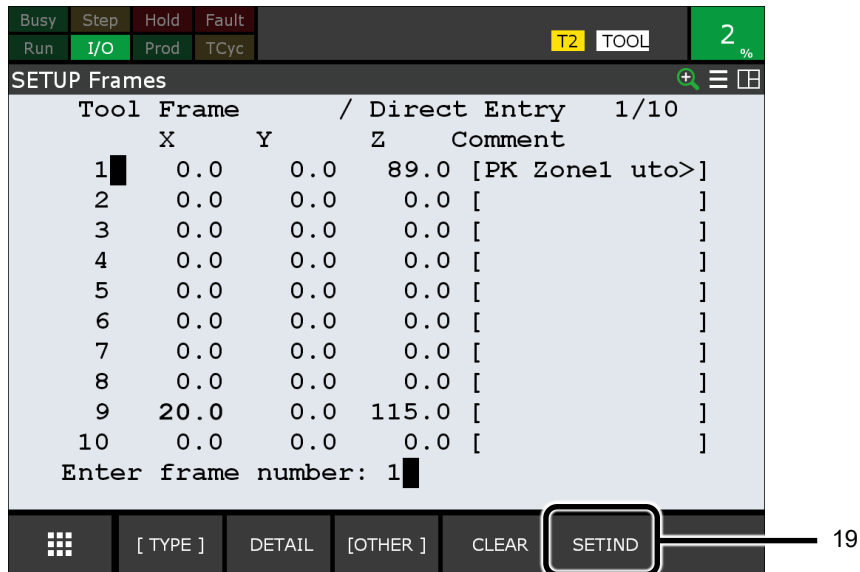 Busy Step Hold Fault
Run I/O Prod TCyc T2 TOOL 2 %
SETUP Frames
Tool Frame / Direct Entry 1/10
X Y Z Comment
1 0.0 0.0 89.0 [PK Zone1 uto>]
2 0.0 0.0 0.0 [ ]
3 0.0 0.0 0.0 [ ]
4 0.0 0.0 0.0 [ ]
5 0.0 0.0 0.0 [ ]
6 0.0 0.0 0.0 [ ]
7 0.0 0.0 0.0 [ ]
8 0.0 0.0 0.0 [ ]
9 20.0 0.0 115.0 [ ]
10 0.0 0.0 0.0 [ ]
Enter frame number: 1
[ TYPE ] DETAIL [OTHER ] CLEAR SETIND 19